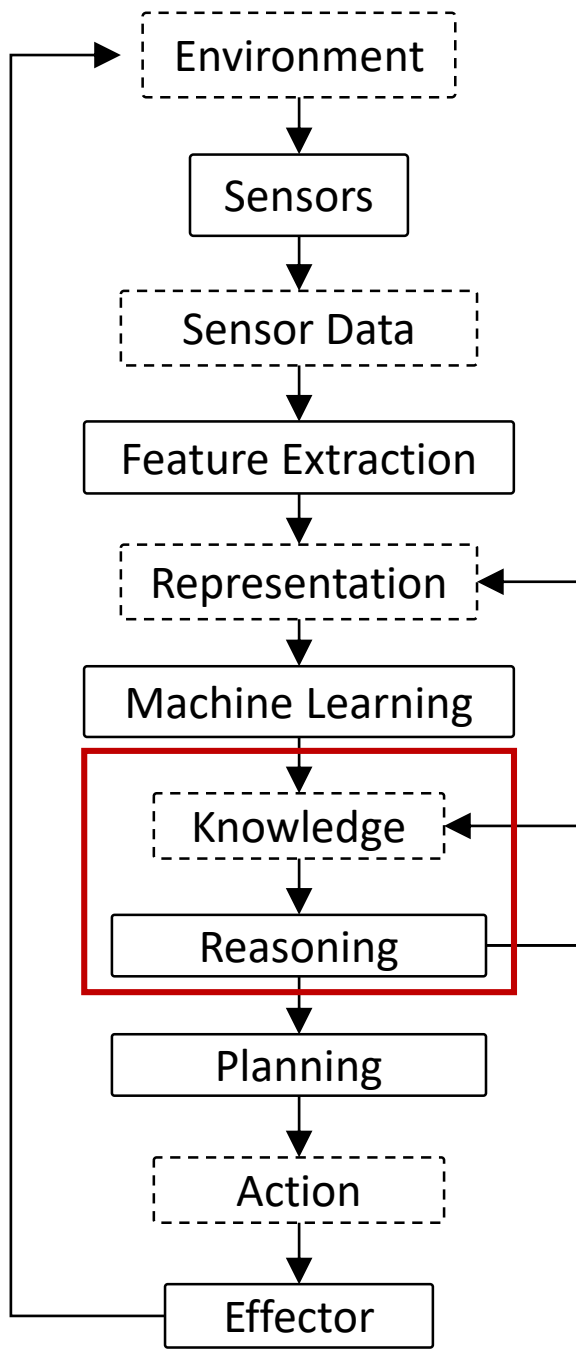 Environment
Sensors
Sensor Data
Feature Extraction
Representation
Machine Learning
Knowledge
Reasoning
Planning
Action
Effector